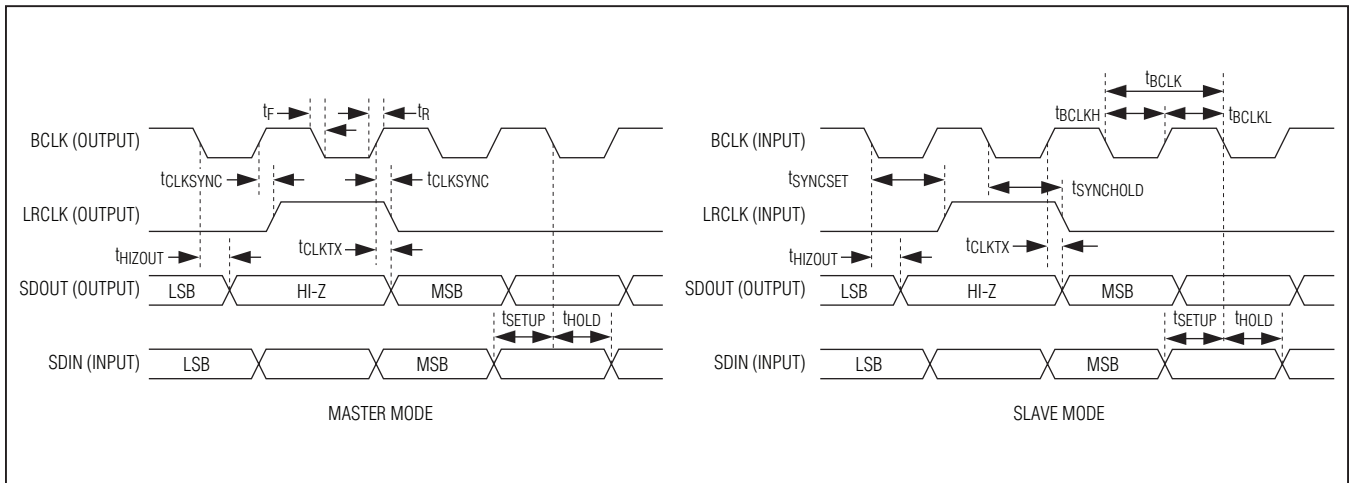 tF
tR
BCLK (OUTPUT)
tCLKSYNC
tCLKSYNC
LRCLK (OUTPUT)
tHIZOUT
tCLKTX
SDOUT (OUTPUT)
LSB
HI-Z
MSB
tSETUP
tHOLD
SDIN (INPUT)
LSB
MSB
MASTER MODE
tBCLK
tBCLKH
tBCLKL
BCLK (INPUT)
tSYNCSET
tSYNCHOLD
LRCLK (INPUT)
tHIZOUT
tCLKTX
SDOUT (OUTPUT)
LSB
HI-Z
MSB
tSETUP
tHOLD
SDIN (INPUT)
LSB
MSB
SLAVE MODE